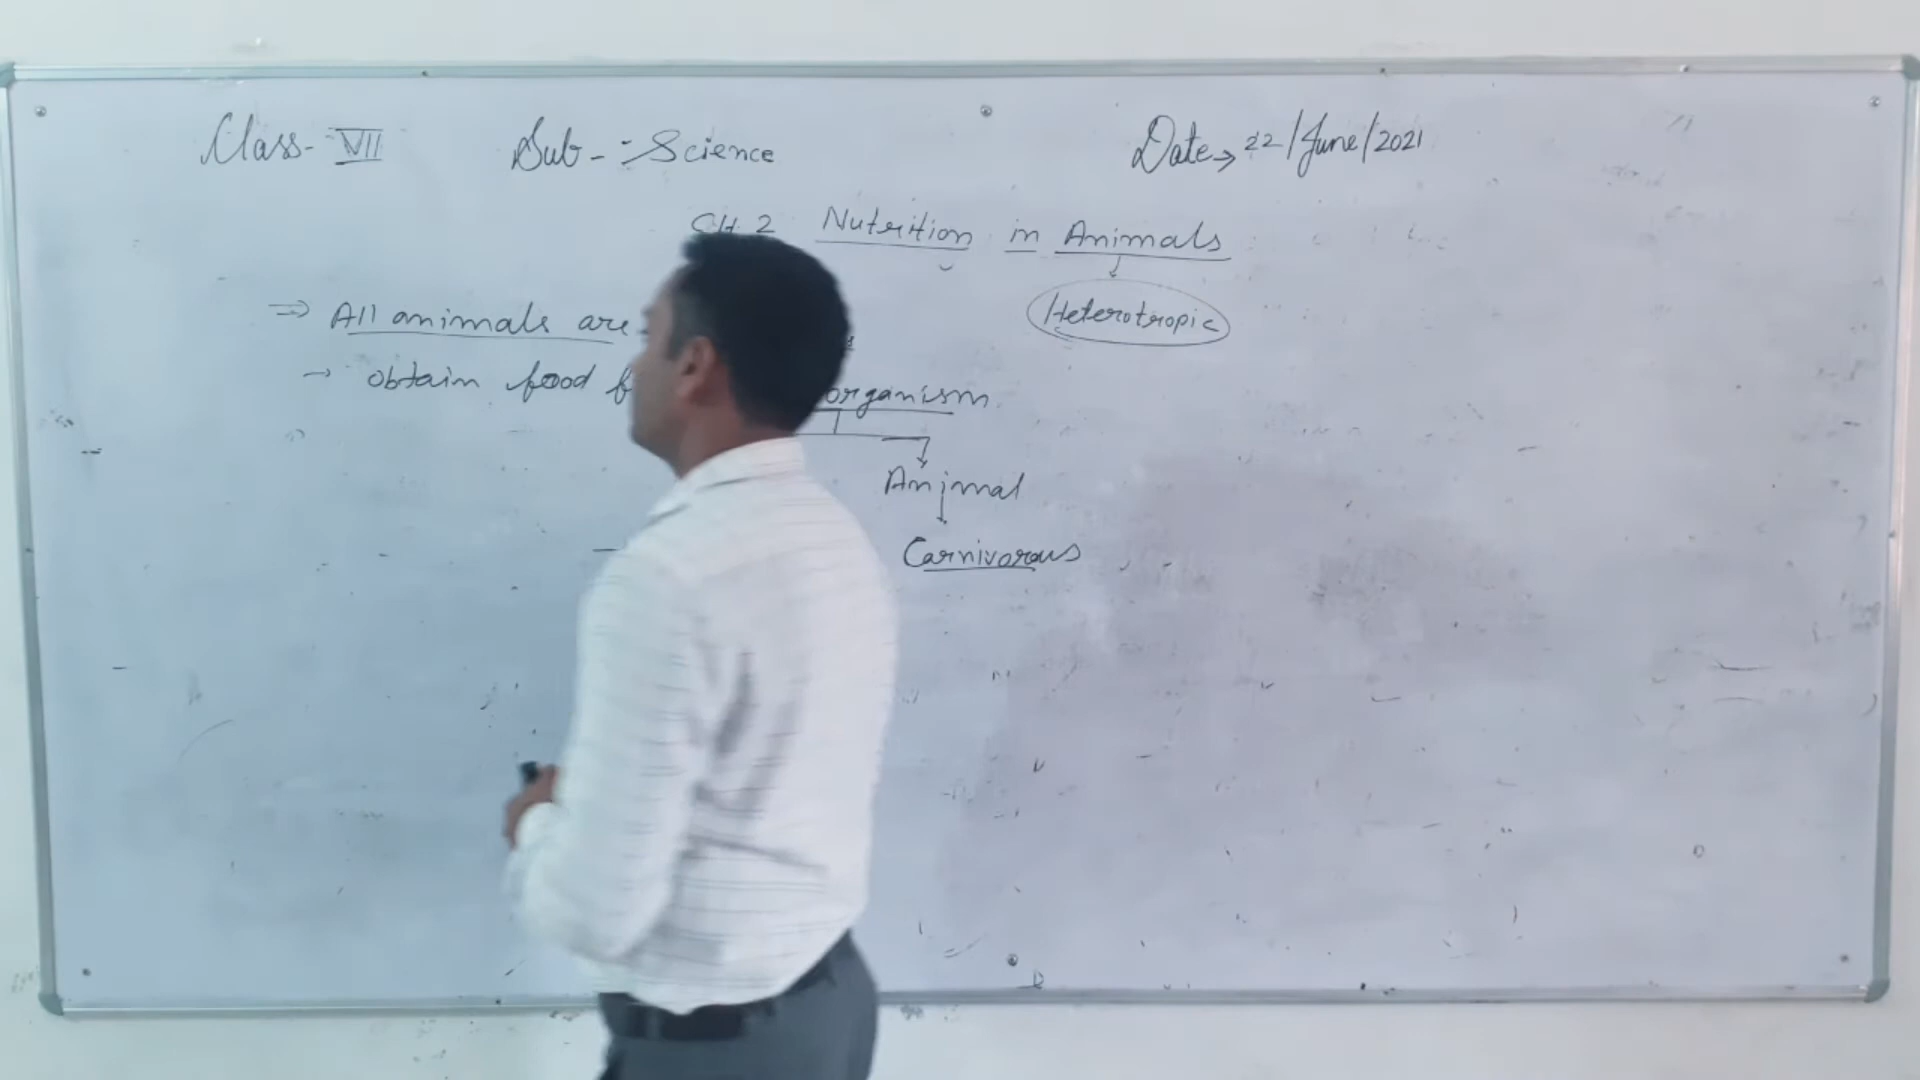 Class- VII Sub-:- Science Date→ 22/June/2021
CH.2 Nutrition in Animals
Heterotropic
⇒ All animals are
→ obtain food organism.
Animal
Carnivorous